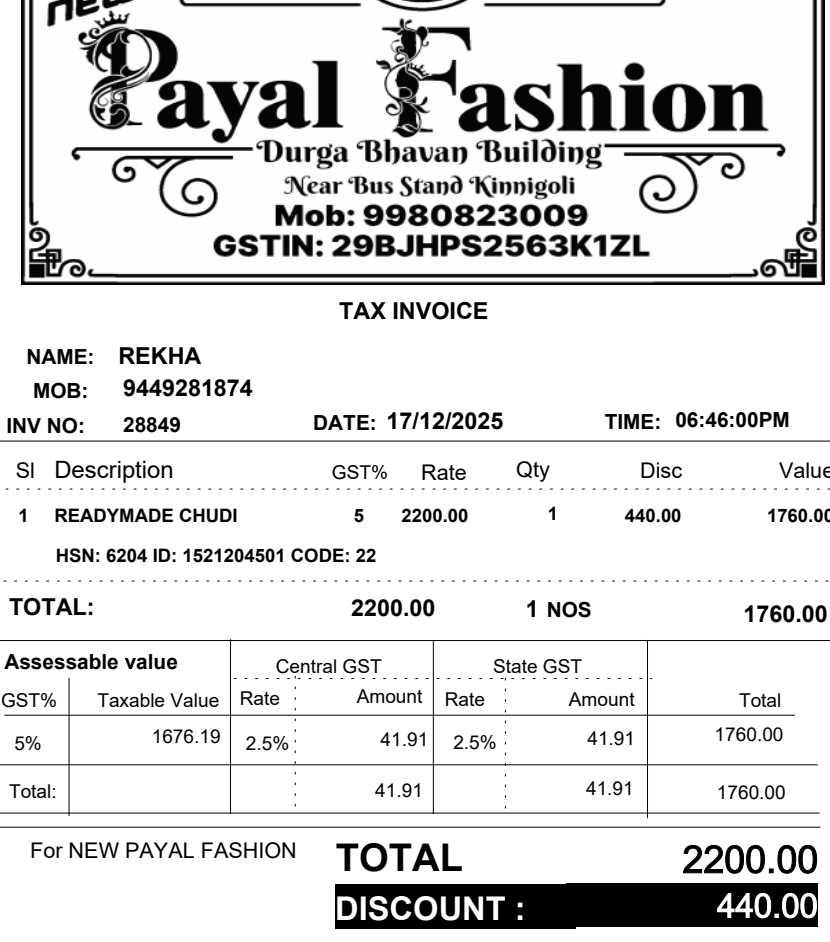 new
Payal Fashion
Durga Bhavan Building
Near Bus Stand Kinnigoli
Mob: 9980823009
GSTIN: 29BJHPS2563K1ZL
TAX INVOICE
NAME: REKHA
MOB: 9449281874
INV NO: 28849 DATE: 17/12/2025 TIME: 06:46:00PM
Sl Description GST% Rate Qty Disc Value
1 READYMADE CHUDI 5 2200.00 1 440.00 1760.00
HSN: 6204 ID: 1521204501 CODE: 22
TOTAL: 2200.00 1 NOS 1760.00
Assessable value Central GST State GST
GST% Taxable Value Rate Amount Rate Amount Total
5% 1676.19 2.5% 41.91 2.5% 41.91 1760.00
Total: 41.91 41.91 1760.00
For NEW PAYAL FASHION TOTAL 2200.00
DISCOUNT : 440.00